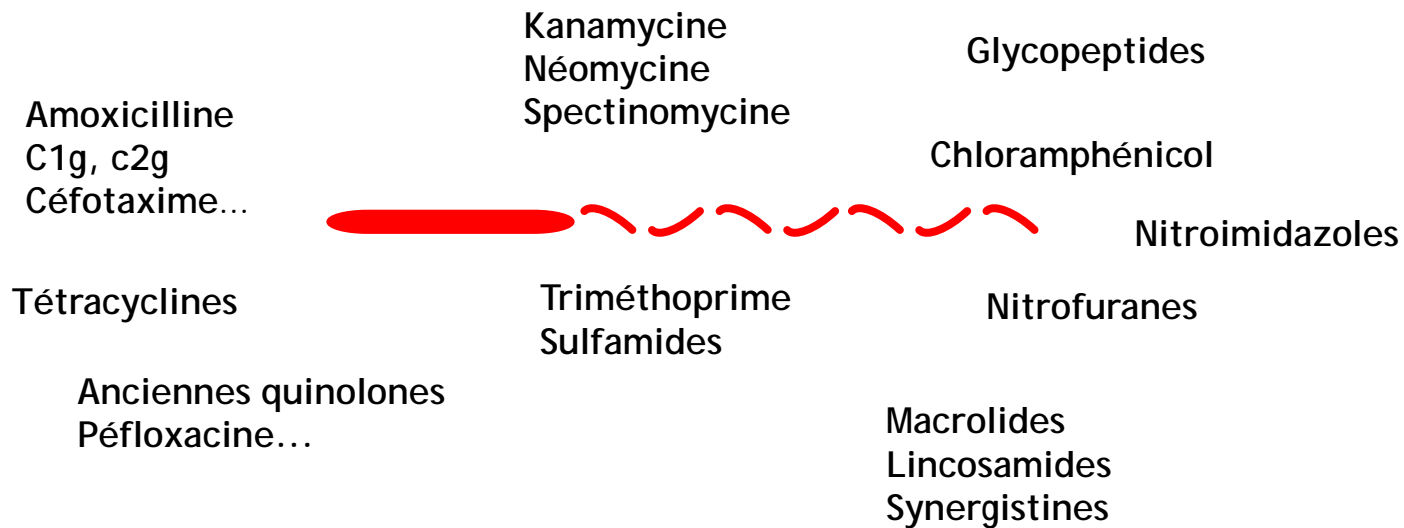 Kanamycine
Néomycine
Spectinomycine
Glycopeptides
Amoxicilline
C1g, c2g
Céfotaxime...
Chloramphénicol
Nitroimidazoles
Tétracyclines
Triméthoprime
Sulfamides
Nitrofuranes
Anciennes quinolones
Péfloxacine...
Macrolides
Lincosamides
Synergistines